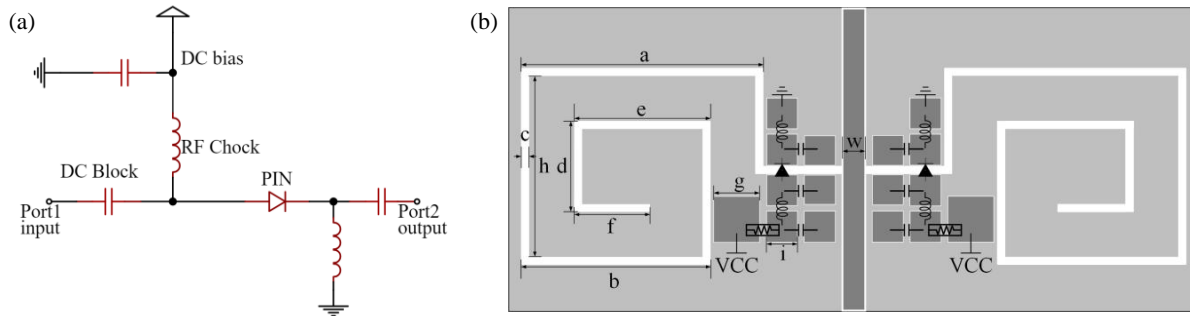 (a)
DC bias
RF Chock
DC Block
PIN
Port1
input
Port2
output
(b)
a
e
c
h
d
w
g
f
i
VCC
b
VCC